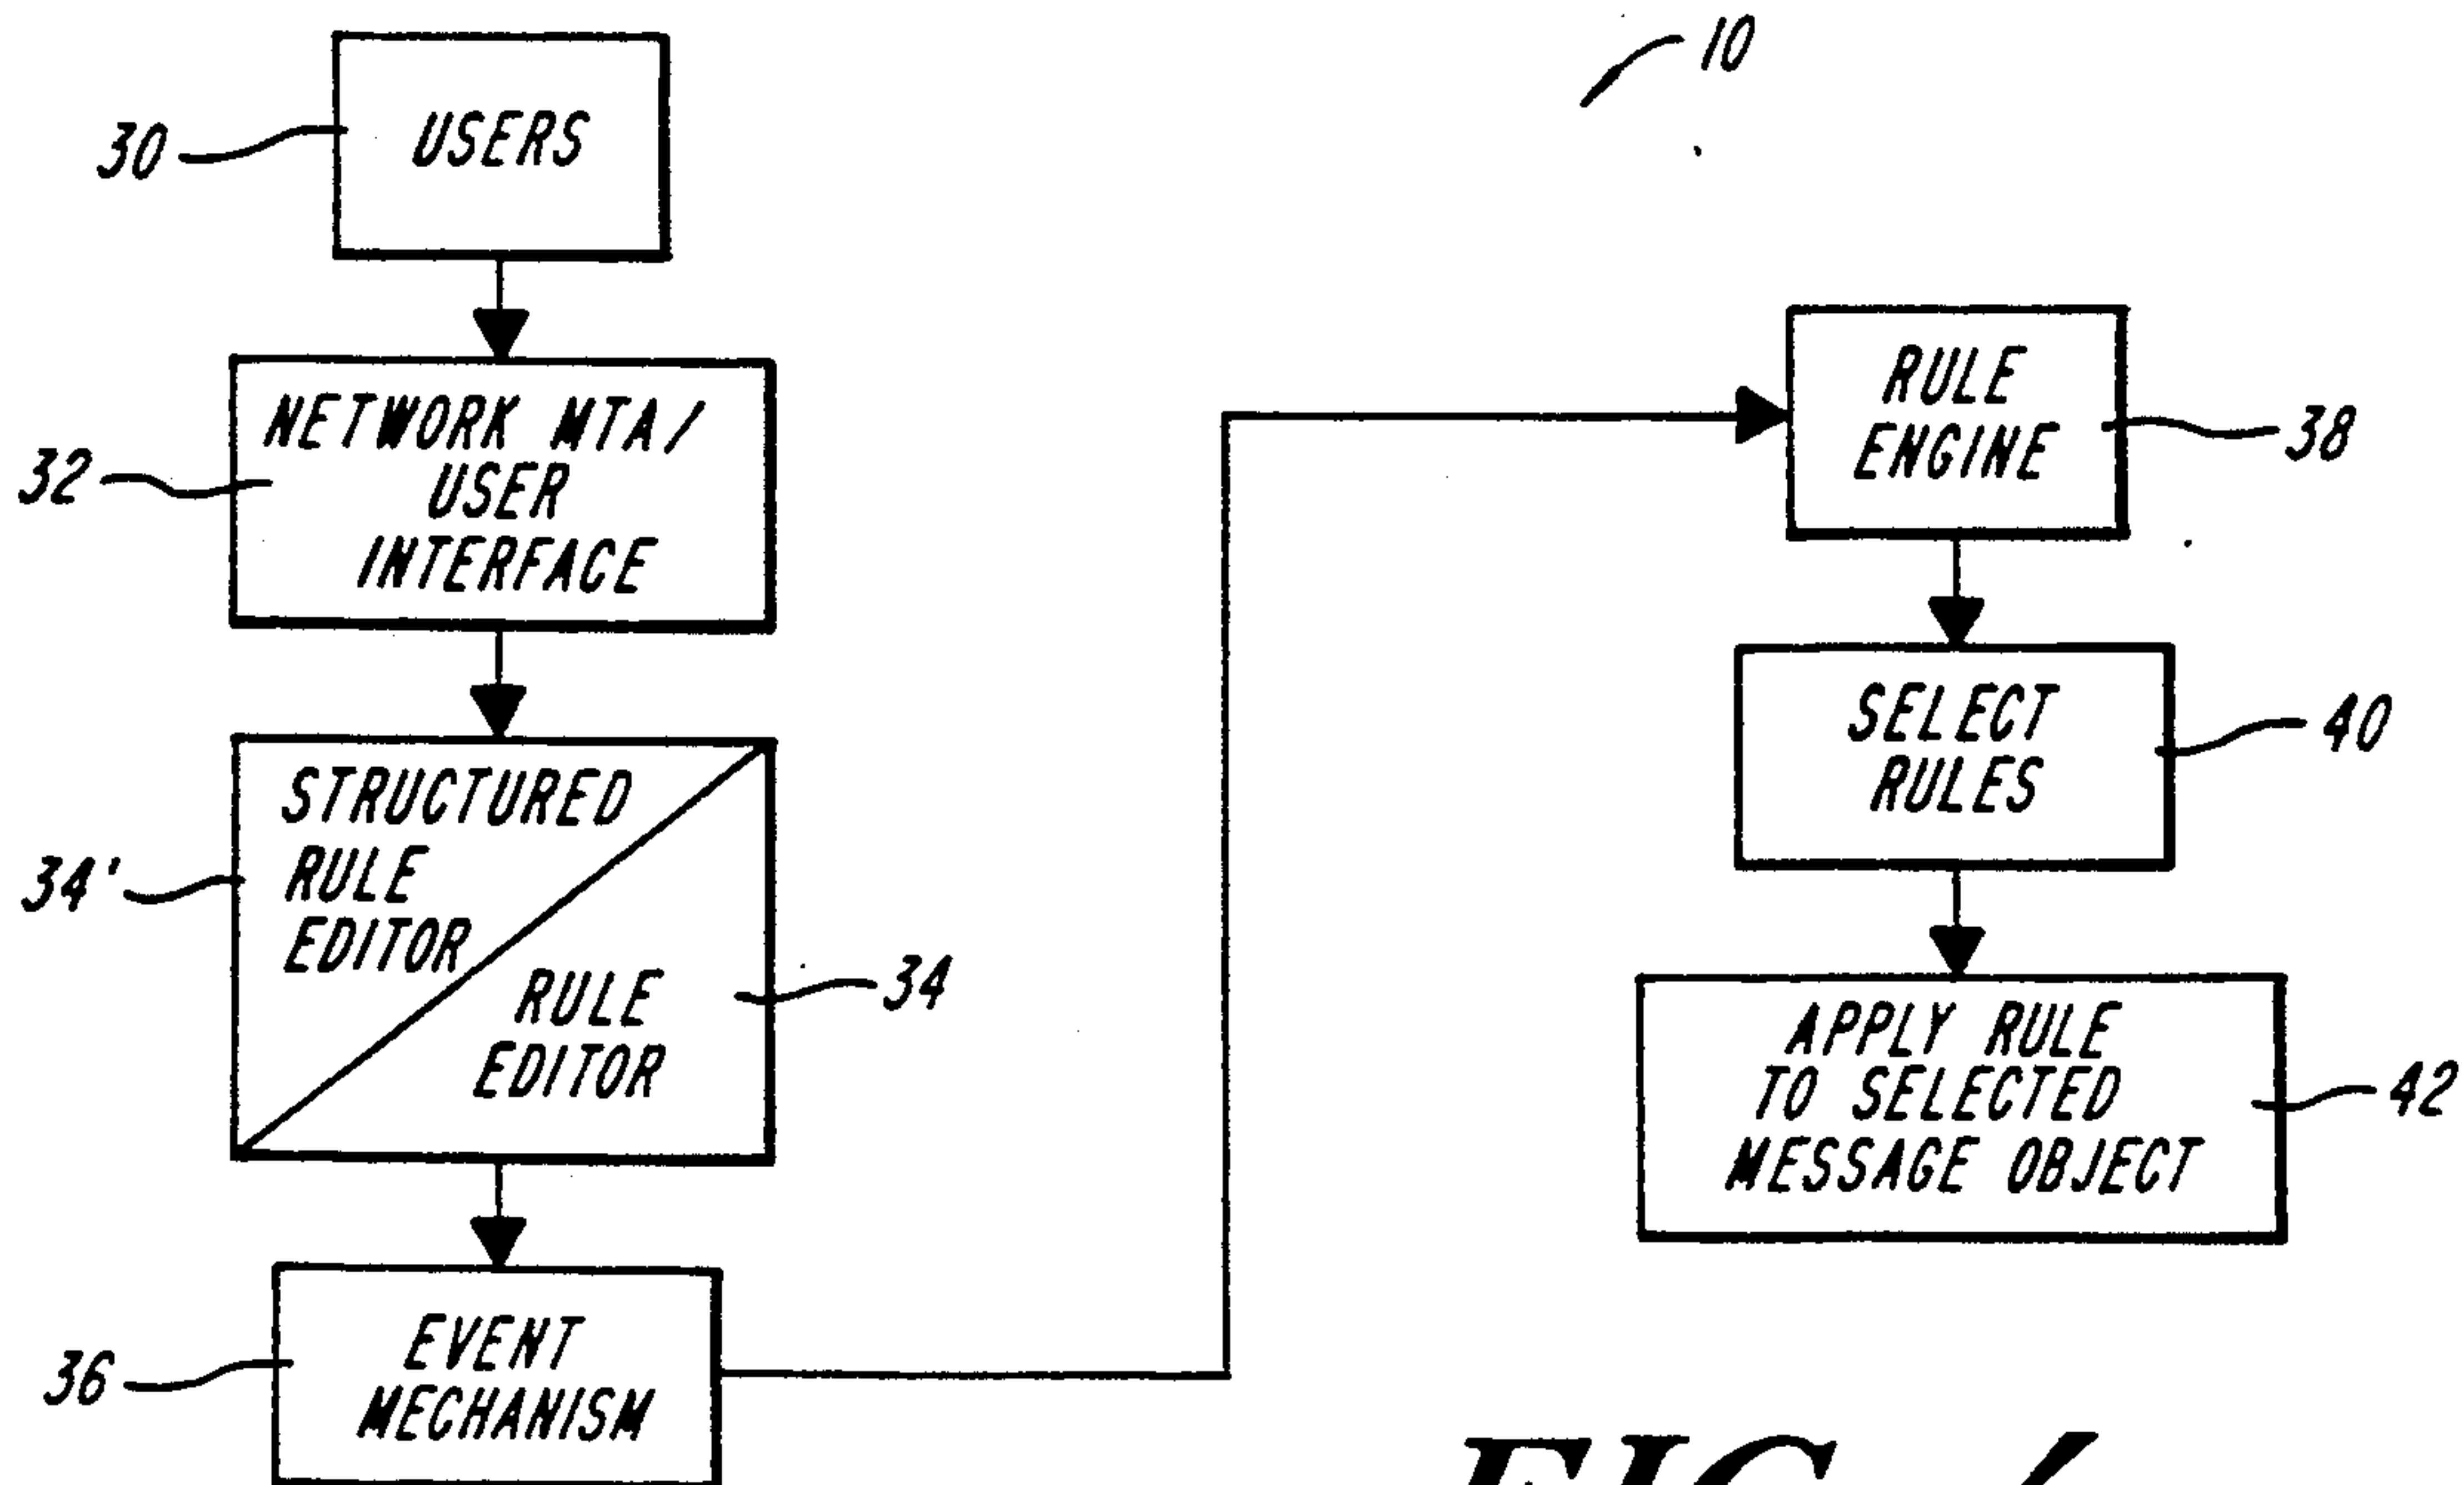 10
30
USERS
32
NETWORK MTA/
USER
INTERFACE
34'
STRUCTURED
RULE
EDITOR
34
RULE
EDITOR
36
EVENT
MECHANISM
38
RULE
ENGINE
40
SELECT
RULES
42
APPLY RULE
TO SELECTED
MESSAGE OBJECT